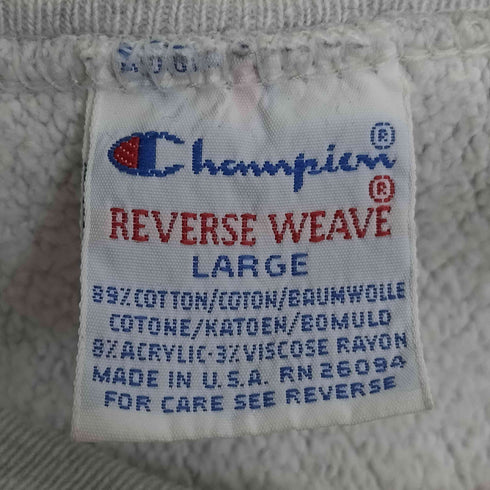 Champion®
REVERSE WEAVE®
LARGE
89% COTTON/COTON/BAUMWOLLE
COTONE/KATOEN/BOMULD
8% ACRYLIC-3% VISCOSE RAYON
MADE IN U.S.A. RN 26094
FOR CARE SEE REVERSE